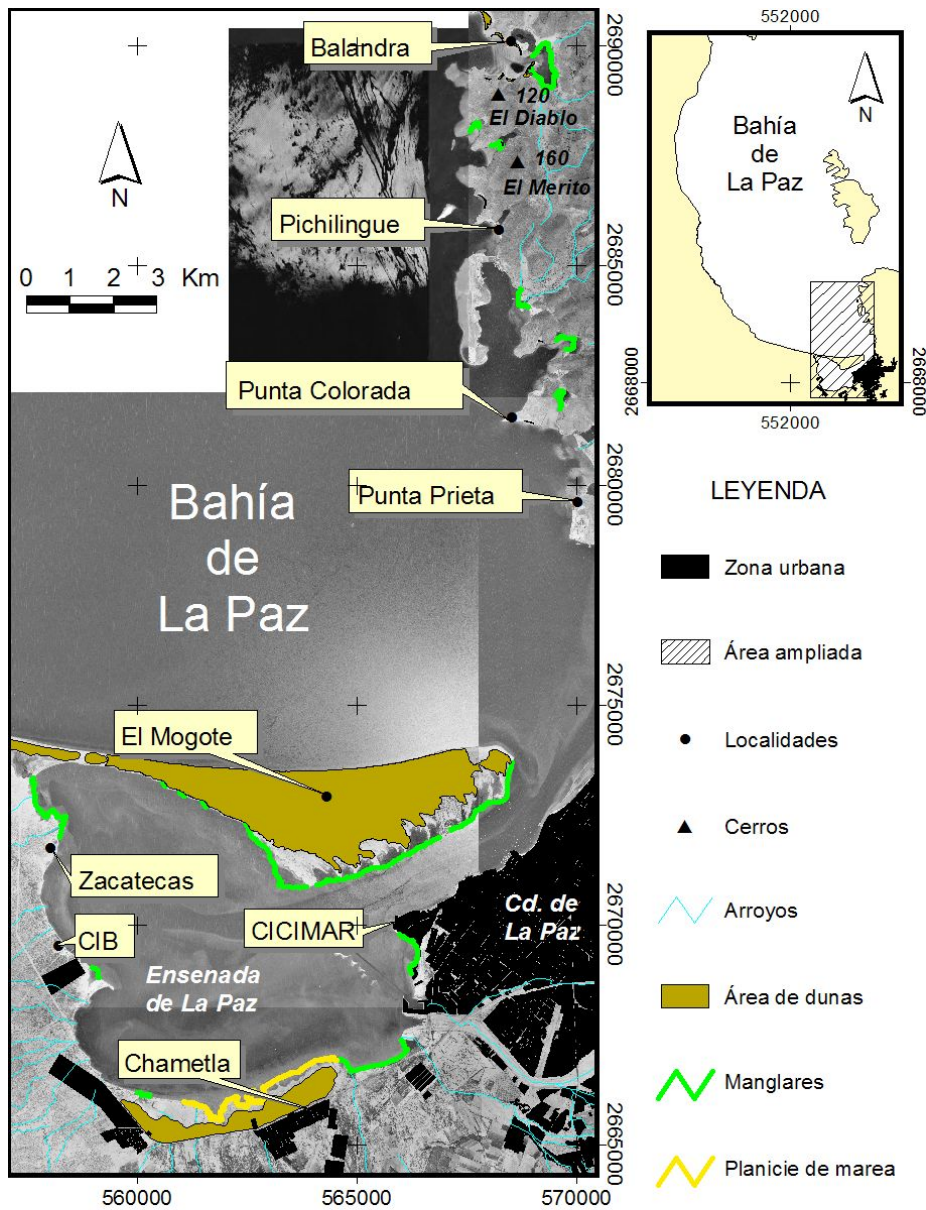 Balandra
120
El Diablo
160
El Merito
N
Pichilingue
0 1 2 3 Km
Punta Colorada
Punta Prieta
Bahía
de
La Paz
El Mogote
Zacatecas
CICIMAR
Cd. de
La Paz
CIB
Ensenada
de La Paz
Chametla
560000
565000
570000
2690000
2685000
2680000
2675000
2670000
2665000
552000
N
Bahía
de
La Paz
2668000
2668000
552000
LEYENDA
Zona urbana
Área ampliada
Localidades
Cerros
Arroyos
Área de dunas
Manglares
Planicie de marea